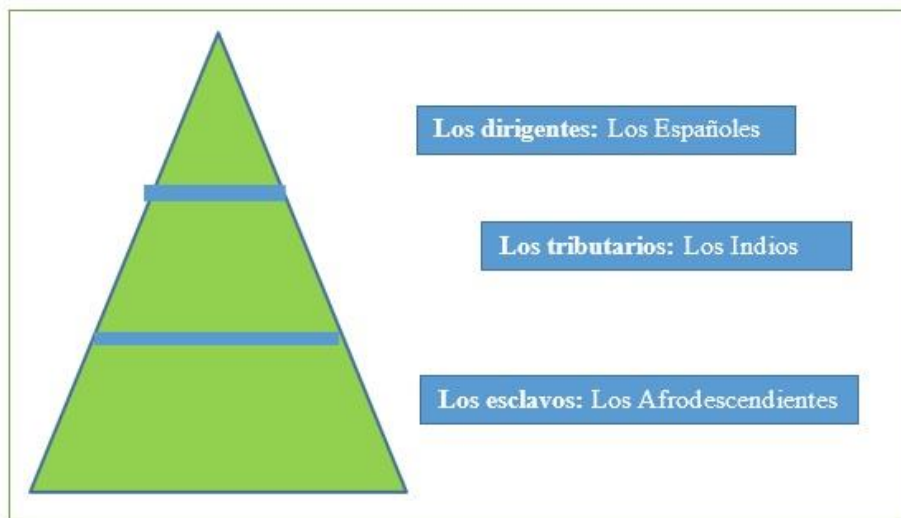 Los dirigentes: Los Españoles
Los tributarios: Los Indios
Los esclavos: Los Afrodescendientes